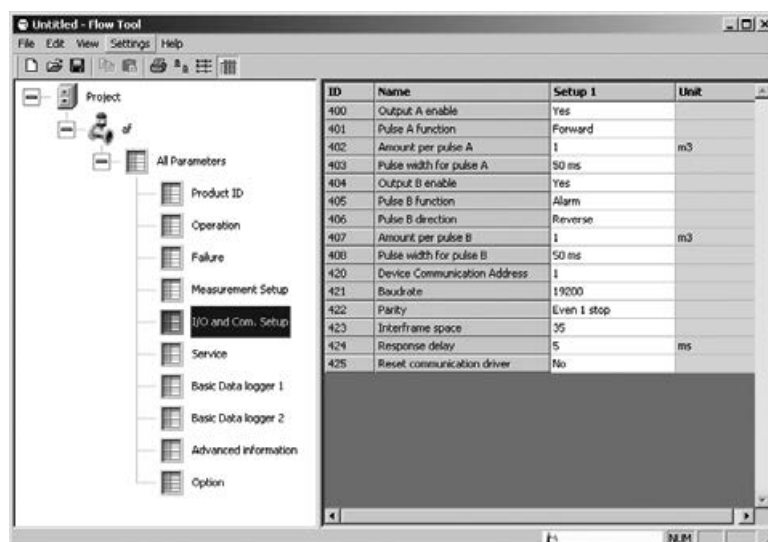 Untitled - Flow Tool
File Edit View Settings Help
Project
of
All Parameters
Product ID
Operation
Failure
Measurement Setup
I/O and Com. Setup
Service
Basic Data logger 1
Basic Data logger 2
Advanced information
Option
ID Name Setup 1 Unit
400 Output A enable Yes
401 Pulse A function Forward
402 Amount per pulse A 1 m3
403 Pulse width for pulse A 50 ms
404 Output B enable Yes
405 Pulse B function Alarm
406 Pulse B direction Reverse
407 Amount per pulse B 1 m3
408 Pulse width for pulse B 50 ms
420 Device Communication Address 1
421 Baudrate 19200
422 Parity Even 1 stop
423 Interframe space 35
424 Response delay 5 ms
425 Reset communication driver No
NUM